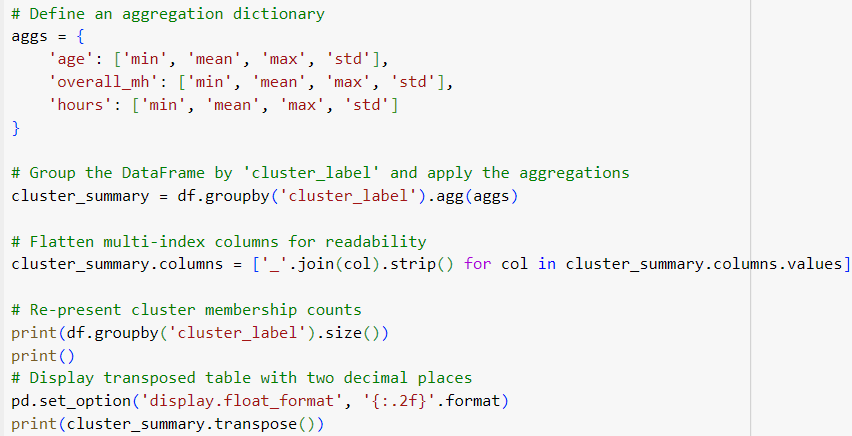 # Define an aggregation dictionary
aggs = {
    'age': ['min', 'mean', 'max', 'std'],
    'overall_mh': ['min', 'mean', 'max', 'std'],
    'hours': ['min', 'mean', 'max', 'std']
}
# Group the DataFrame by 'cluster_label' and apply the aggregations
cluster_summary = df.groupby('cluster_label').agg(aggs)
# Flatten multi-index columns for readability
cluster_summary.columns = ['_'.join(col).strip() for col in cluster_summary.columns.values]
# Re-present cluster membership counts
print(df.groupby('cluster_label').size())
print()
# Display transposed table with two decimal places
pd.set_option('display.float_format', '{:.2f}'.format)
print(cluster_summary.transpose())